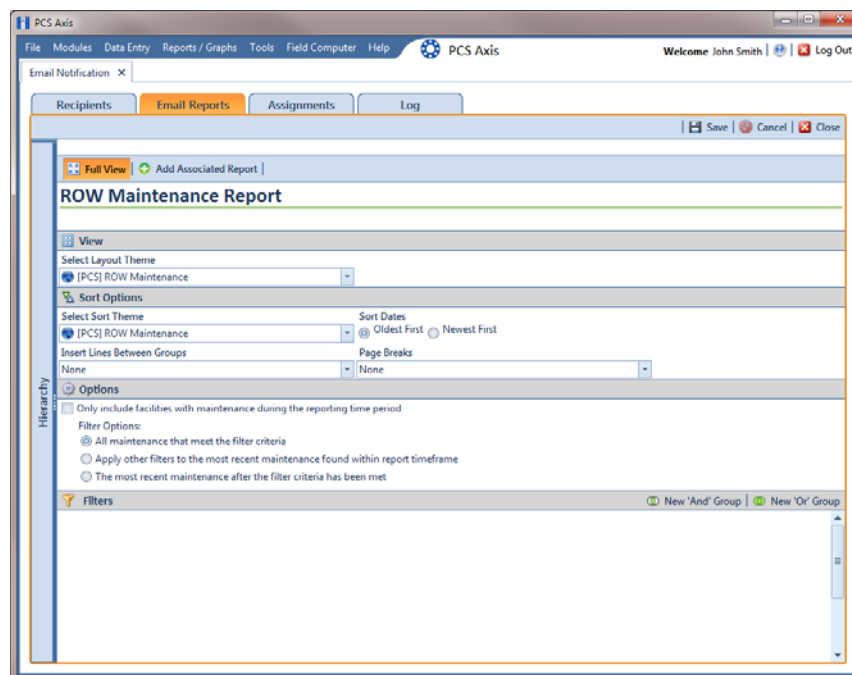 PCS Axis
File Modules Data Entry Reports / Graphs Tools Field Computer Help PCS Axis Welcome John Smith Log Out
Email Notification
Recipients Email Reports Assignments Log
Save Cancel Close
Full View Add Associated Report
ROW Maintenance Report
View
Select Layout Theme
[PCS] ROW Maintenance
Sort Options
Select Sort Theme Sort Dates
[PCS] ROW Maintenance Oldest First Newest First
Insert Lines Between Groups Page Breaks
None None
Hierarchy
Options
Only include facilities with maintenance during the reporting time period
Filter Options:
All maintenance that meet the filter criteria
Apply other filters to the most recent maintenance found within report timeframe
The most recent maintenance after the filter criteria has been met
Filters New 'And' Group New 'Or' Group